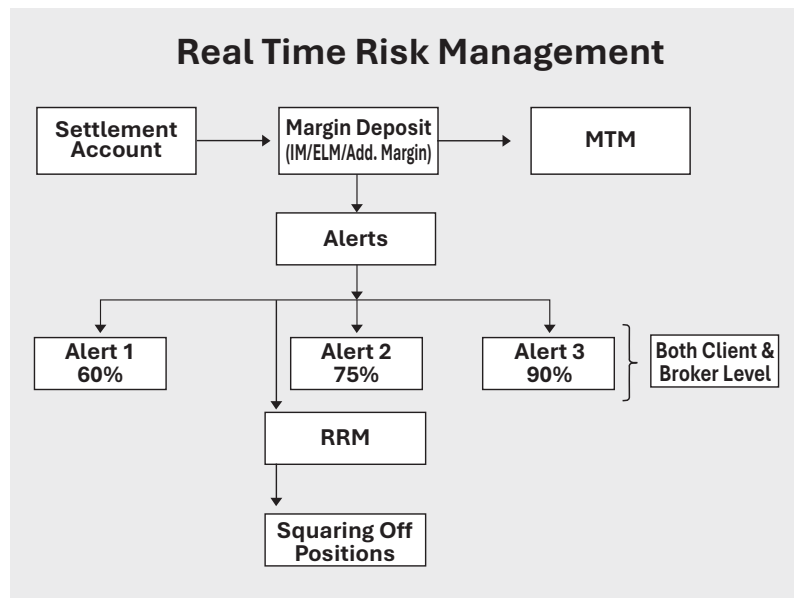 Real Time Risk Management
Settlement
Account
Margin Deposit
(IM/ELM/Add. Margin)
MTM
Alerts
Alert 1
60%
Alert 2
75%
Alert 3
90%
Both Client &
Broker Level
RRM
Squaring Off
Positions